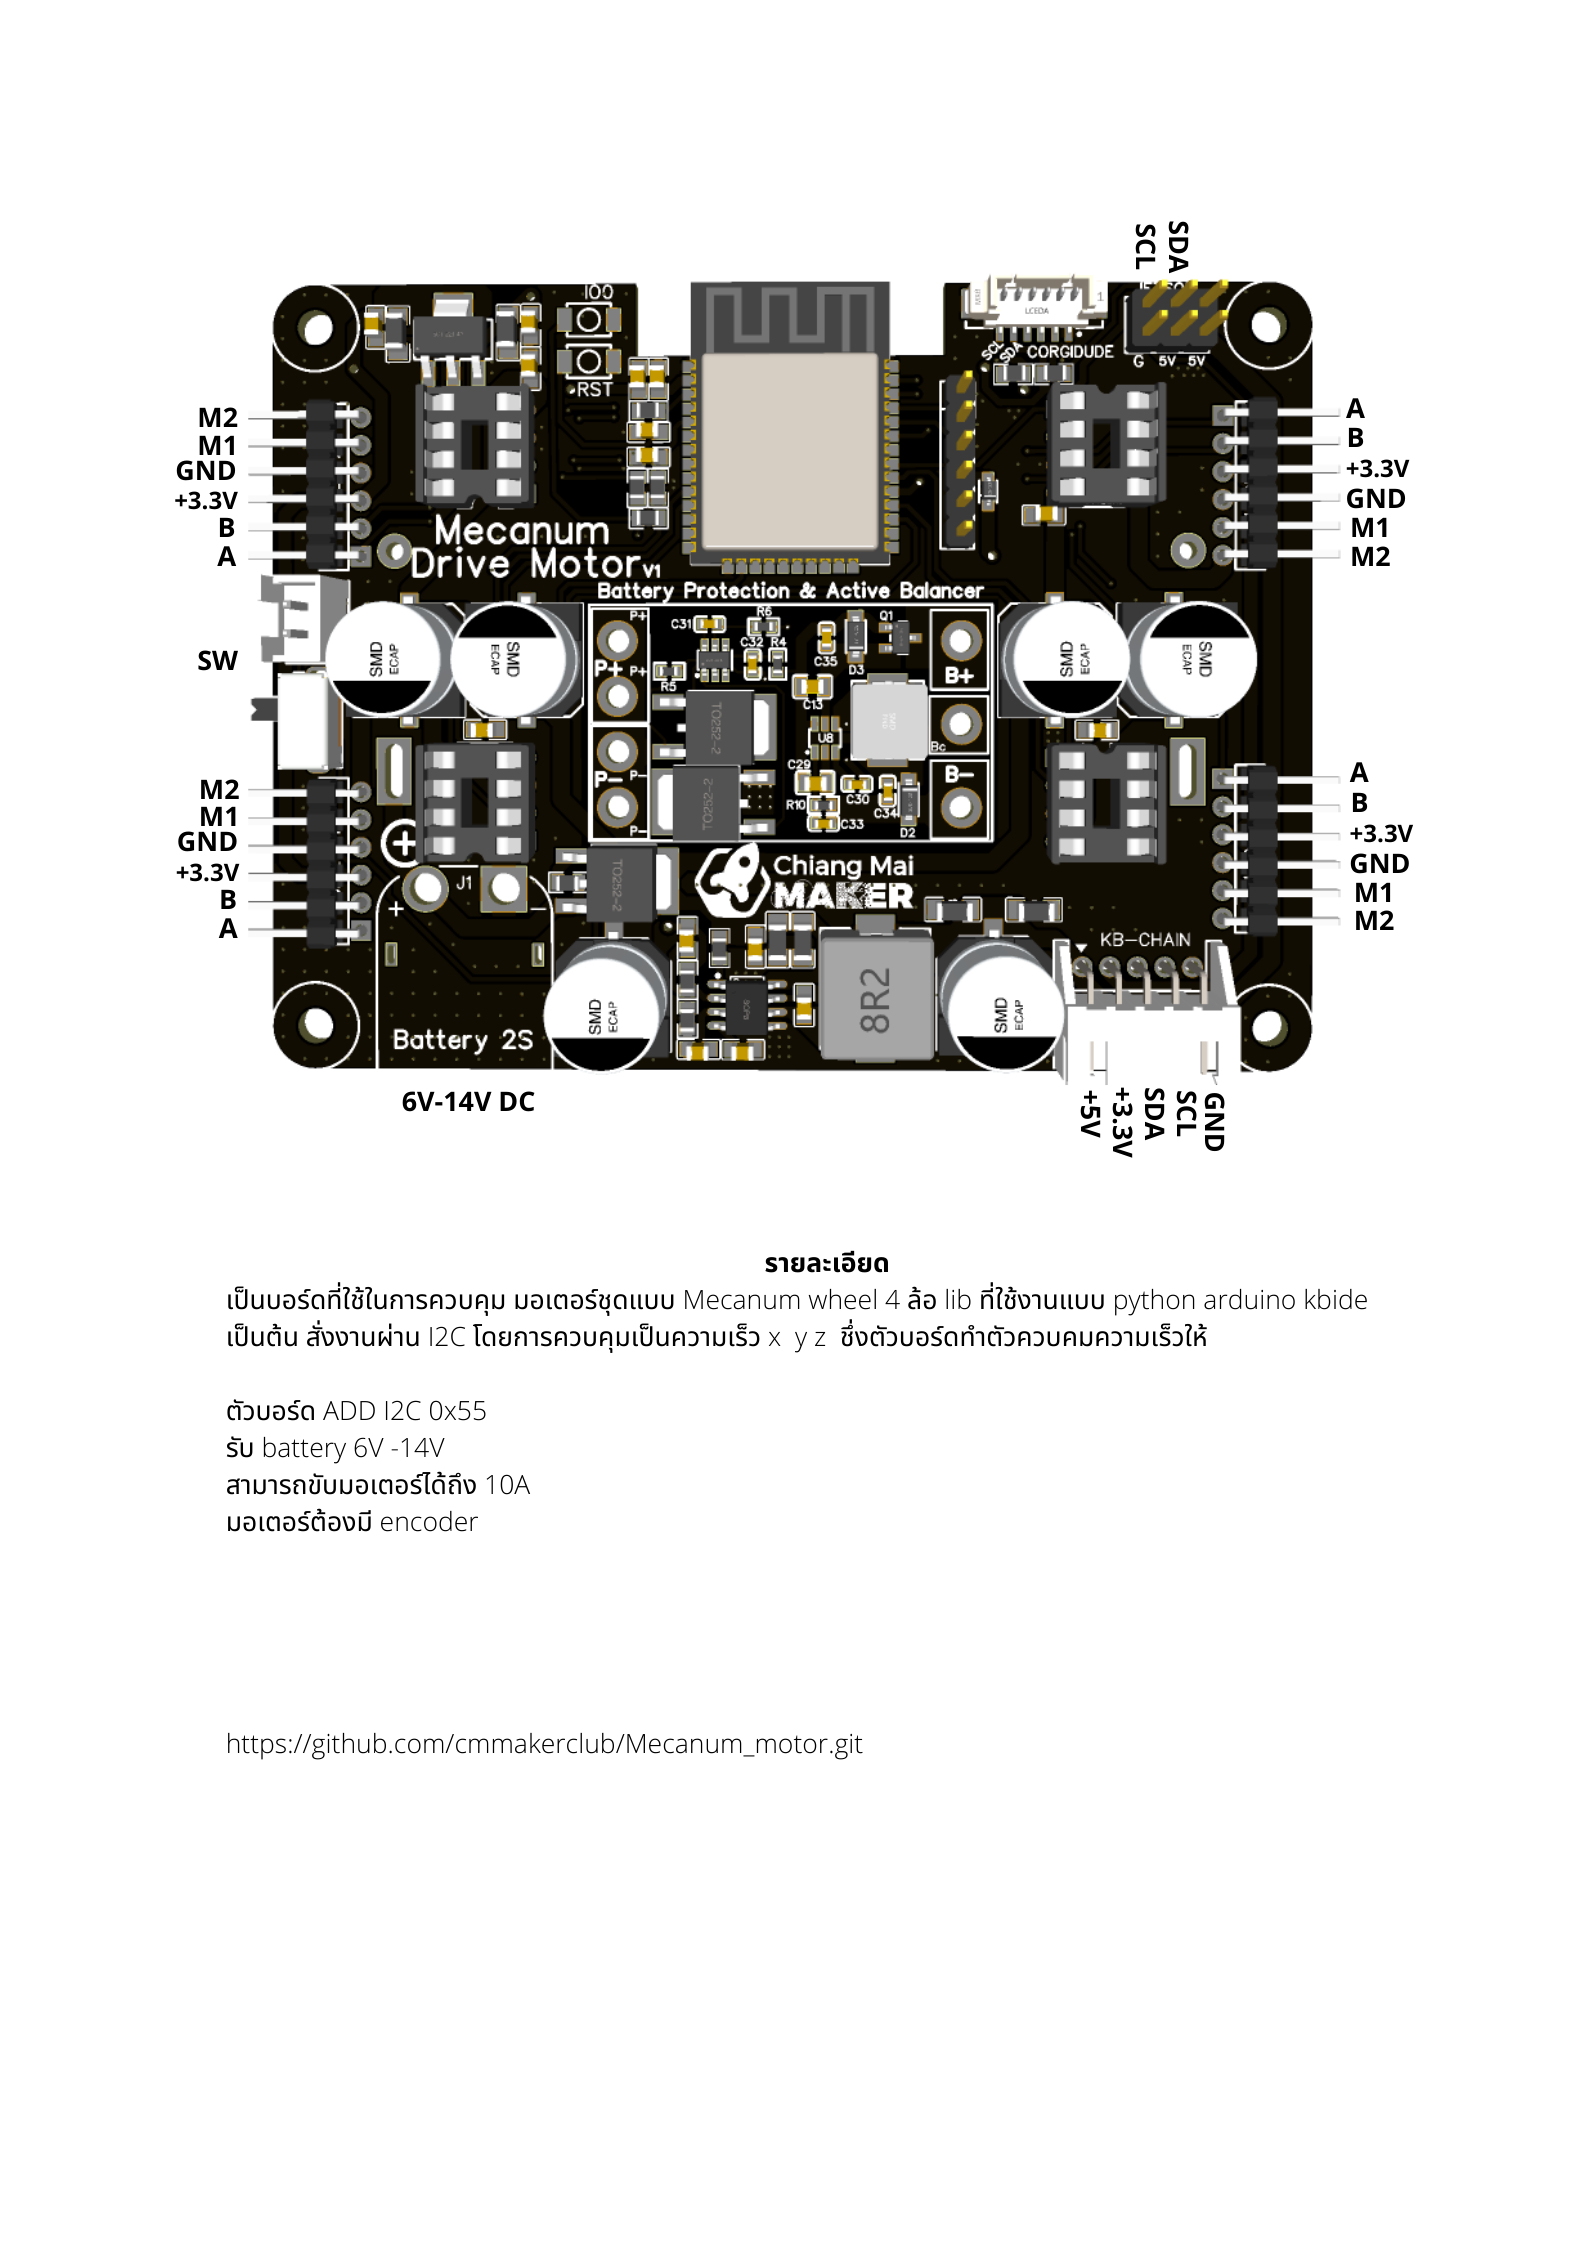 SCL
SDA
IO0
RST
LCEDA
1
SCL
SDA
CORGIDUDE
G 5V 5V
M2
M1
GND
+3.3V
B
A
A
B
+3.3V
GND
M1
M2
Mecanum
Drive Motor V1
Battery Protection & Active Balancer
SW
SMD
ECAP
SMD
ECAP
P+
P+
P+
P-
P-
P-
C31
R6
C32
R4
R5
C35
D3
Q1
C13
U8
C29
R10
C33
C30
C34
D2
TO252-2
TO252-2
B+
Bc
B-
SMD
ECAP
SMD
ECAP
M2
M1
GND
+3.3V
B
A
A
B
+3.3V
GND
M1
M2
J1
+
-
TO252-2
Chiang Mai
MAKER
KB-CHAIN
SMD
ECAP
8R2
SMD
ECAP
Battery 2S
6V-14V DC
+5V
+3.3V
SDA
SCL
GND
รายละเอียด
เป็นบอร์ดที่ใช้ในการควบคุม มอเตอร์ชุดแบบ Mecanum wheel 4 ล้อ lib ที่ใช้งานแบบ python arduino kbide
เป็นต้น สั่งงานผ่าน I2C โดยการควบคุมเป็นความเร็ว x y z ซึ่งตัวบอร์ดทำตัวควบคมความเร็วให้
ตัวบอร์ด ADD I2C 0x55
รับ battery 6V -14V
สามารถขับมอเตอร์ได้ถึง 10A
มอเตอร์ต้องมี encoder
https://github.com/cmmakerclub/Mecanum_motor.git